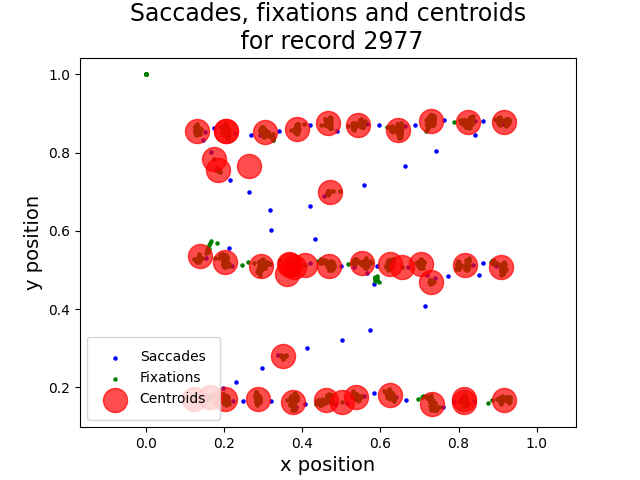 Saccades, fixations and centroids
for record 2977
1.0
0.8
0.6
0.4
0.2
y position
Saccades
Fixations
Centroids
0.0
0.2
0.4
0.6
0.8
1.0
x position